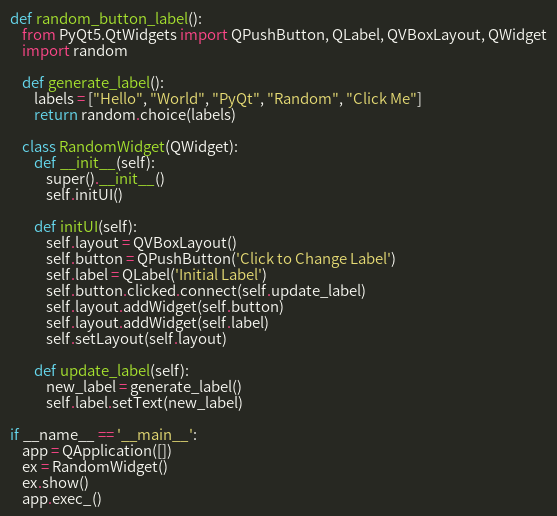 def random_button_label():
    from PyQt5.QtWidgets import QPushButton, QLabel, QVBoxLayout, QWidget
    import random

    def generate_label():
        labels = ["Hello", "World", "PyQt", "Random", "Click Me"]
        return random.choice(labels)

    class RandomWidget(QWidget):
        def __init__(self):
            super().__init__()
            self.initUI()

        def initUI(self):
            self.layout = QVBoxLayout()
            self.button = QPushButton('Click to Change Label')
            self.label = QLabel('Initial Label')
            self.button.clicked.connect(self.update_label)
            self.layout.addWidget(self.button)
            self.layout.addWidget(self.label)
            self.setLayout(self.layout)

        def update_label(self):
            new_label = generate_label()
            self.label.setText(new_label)

if __name__ == '__main__':
    app = QApplication([])
    ex = RandomWidget()
    ex.show()
    app.exec_()